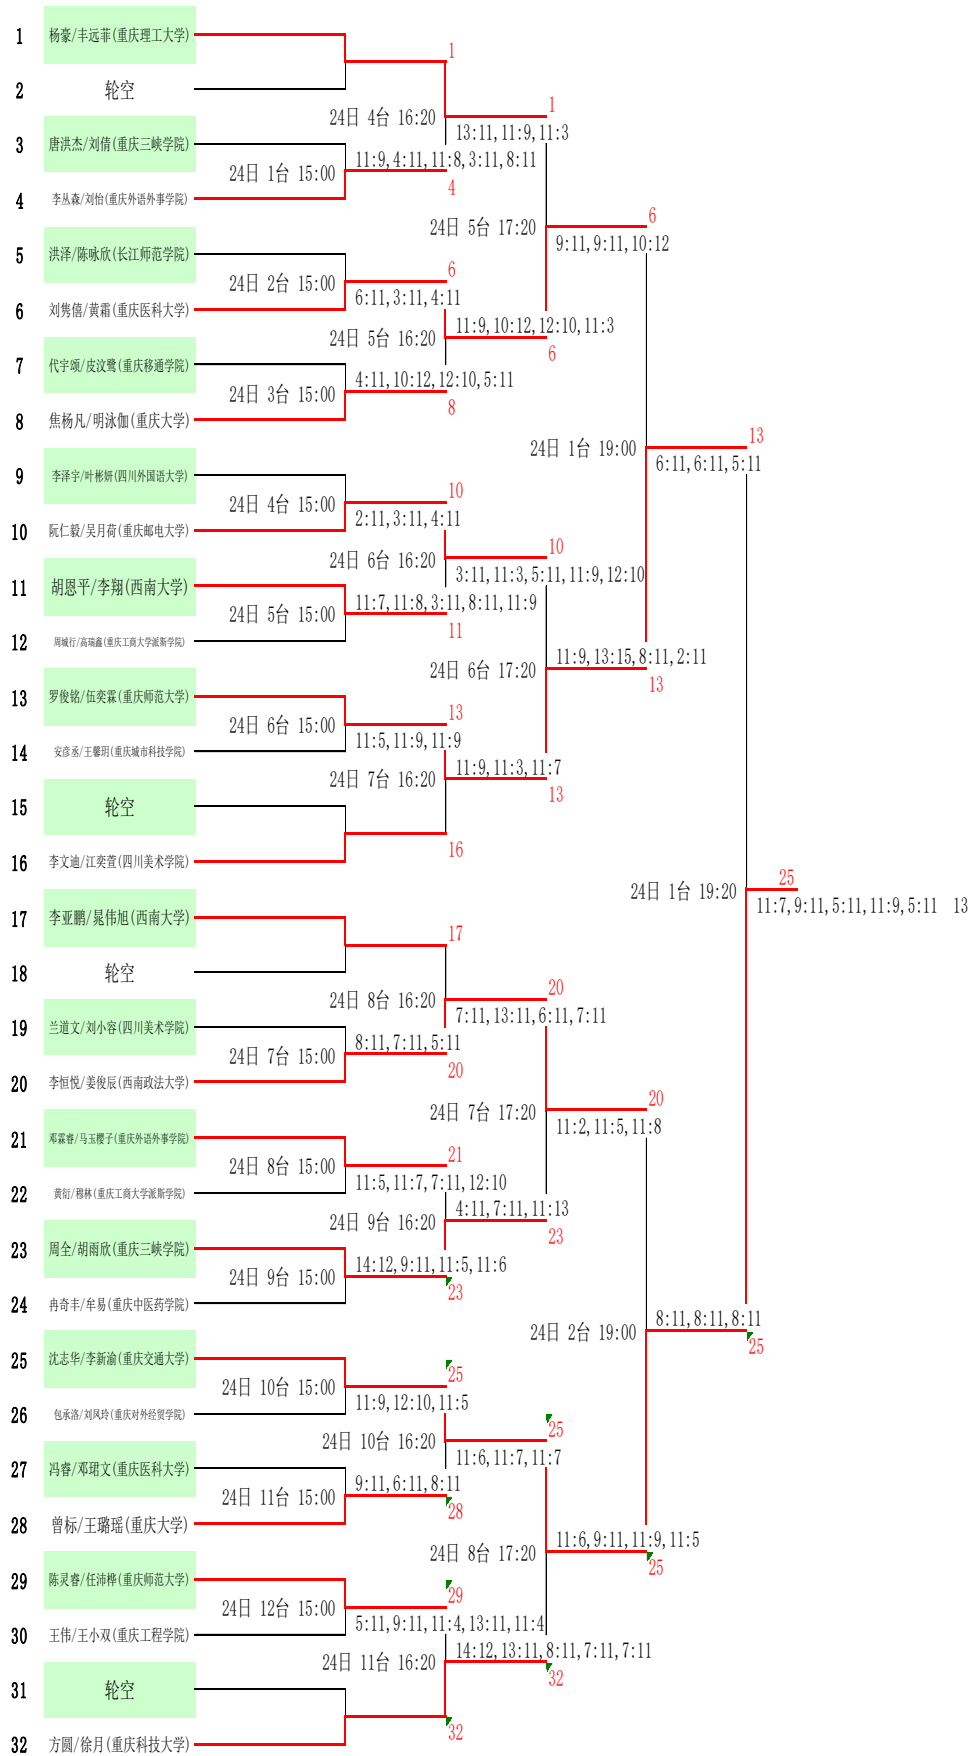 1 杨豪/丰远菲(重庆理工大学)
1
2 轮空
24日 4台 16:20
1
13:11,11:9,11:3
3 唐洪杰/刘倩(重庆三峡学院)
24日 1台 15:00
11:9,4:11,11:8,3:11,8:11
4
4 李丛森/刘怡(重庆外语外事学院)
24日 5台 17:20
6
9:11,9:11,10:12
5 洪泽/陈咏欣(长江师范学院)
24日 2台 15:00
6
6:11,3:11,4:11
6 刘隽僖/黄霜(重庆医科大学)
24日 5台 16:20
11:9,10:12,12:10,11:3
6
7 代宇颂/皮汶鹭(重庆移通学院)
24日 3台 15:00
4:11,10:12,12:10,5:11
8
8 焦杨凡/明泳伽(重庆大学)
24日 1台 19:00
13
6:11,6:11,5:11
9 李泽宇/叶彬妍(四川外国语大学)
24日 4台 15:00
10
2:11,3:11,4:11
10 阮仁毅/吴月荷(重庆邮电大学)
24日 6台 16:20
10
3:11,11:3,5:11,11:9,12:10
11 胡恩平/李翔(西南大学)
24日 5台 15:00
11:7,11:8,3:11,8:11,11:9
11
12 周城行/高瑞鑫(重庆工商大学派斯学院)
24日 6台 17:20
11:9,13:15,8:11,2:11
13
13 罗俊铭/伍奕霖(重庆师范大学)
24日 6台 15:00
13
11:5,11:9,11:9
14 安彦丞/王馨玥(重庆城市科技学院)
24日 7台 16:20
11:9,11:3,11:7
13
15 轮空
16
16 李文迪/江奕萱(四川美术学院)
24日 1台 19:20
25
11:7,9:11,5:11,11:9,5:11 13
17 李亚鹏/晁伟旭(西南大学)
17
18 轮空
24日 8台 16:20
20
7:11,13:11,6:11,7:11
19 兰道文/刘小容(四川美术学院)
24日 7台 15:00
8:11,7:11,5:11
20
20 李恒悦/姜俊辰(西南政法大学)
24日 7台 17:20
20
11:2,11:5,11:8
21 邓霖睿/马玉樱子(重庆外语外事学院)
24日 8台 15:00
21
11:5,11:7,7:11,12:10
22 黄衍/穆林(重庆工商大学派斯学院)
24日 9台 16:20
4:11,7:11,11:13
23
23 周全/胡雨欣(重庆三峡学院)
24日 9台 15:00
14:12,9:11,11:5,11:6
23
24 冉奇丰/牟易(重庆中医药学院)
24日 2台 19:00
8:11,8:11,8:11
25
25 沈志华/李新渝(重庆交通大学)
24日 10台 15:00
25
11:9,12:10,11:5
26 包承洛/刘凤玲(重庆对外经贸学院)
24日 10台 16:20
25
11:6,11:7,11:7
27 冯睿/邓珺文(重庆医科大学)
24日 11台 15:00
9:11,6:11,8:11
28
28 曾标/王璐瑶(重庆大学)
24日 8台 17:20
11:6,9:11,11:9,11:5
25
29 陈灵睿/任沛桦(重庆师范大学)
24日 12台 15:00
29
5:11,9:11,11:4,13:11,11:4
30 王伟/王小双(重庆工程学院)
24日 11台 16:20
14:12,13:11,8:11,7:11,7:11
32
31 轮空
32
32 方圆/徐月(重庆科技大学)